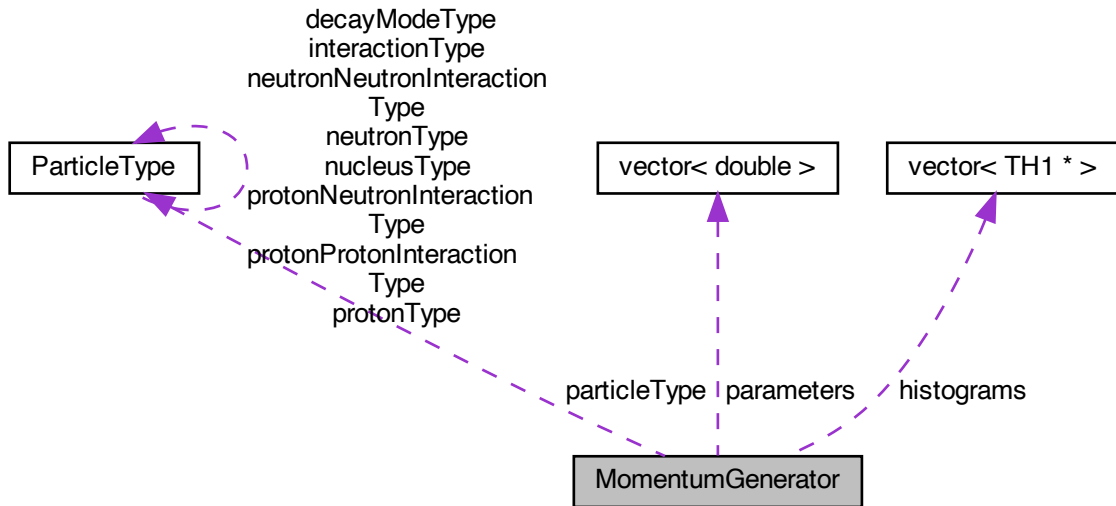 decayModeType
interactionType
neutronNeutronInteraction
Type
neutronType
nucleusType
protonNeutronInteraction
Type
protonProtonInteraction
Type
protonType
ParticleType
vector< double >
vector< TH1 * >
particleType
parameters
histograms
MomentumGenerator